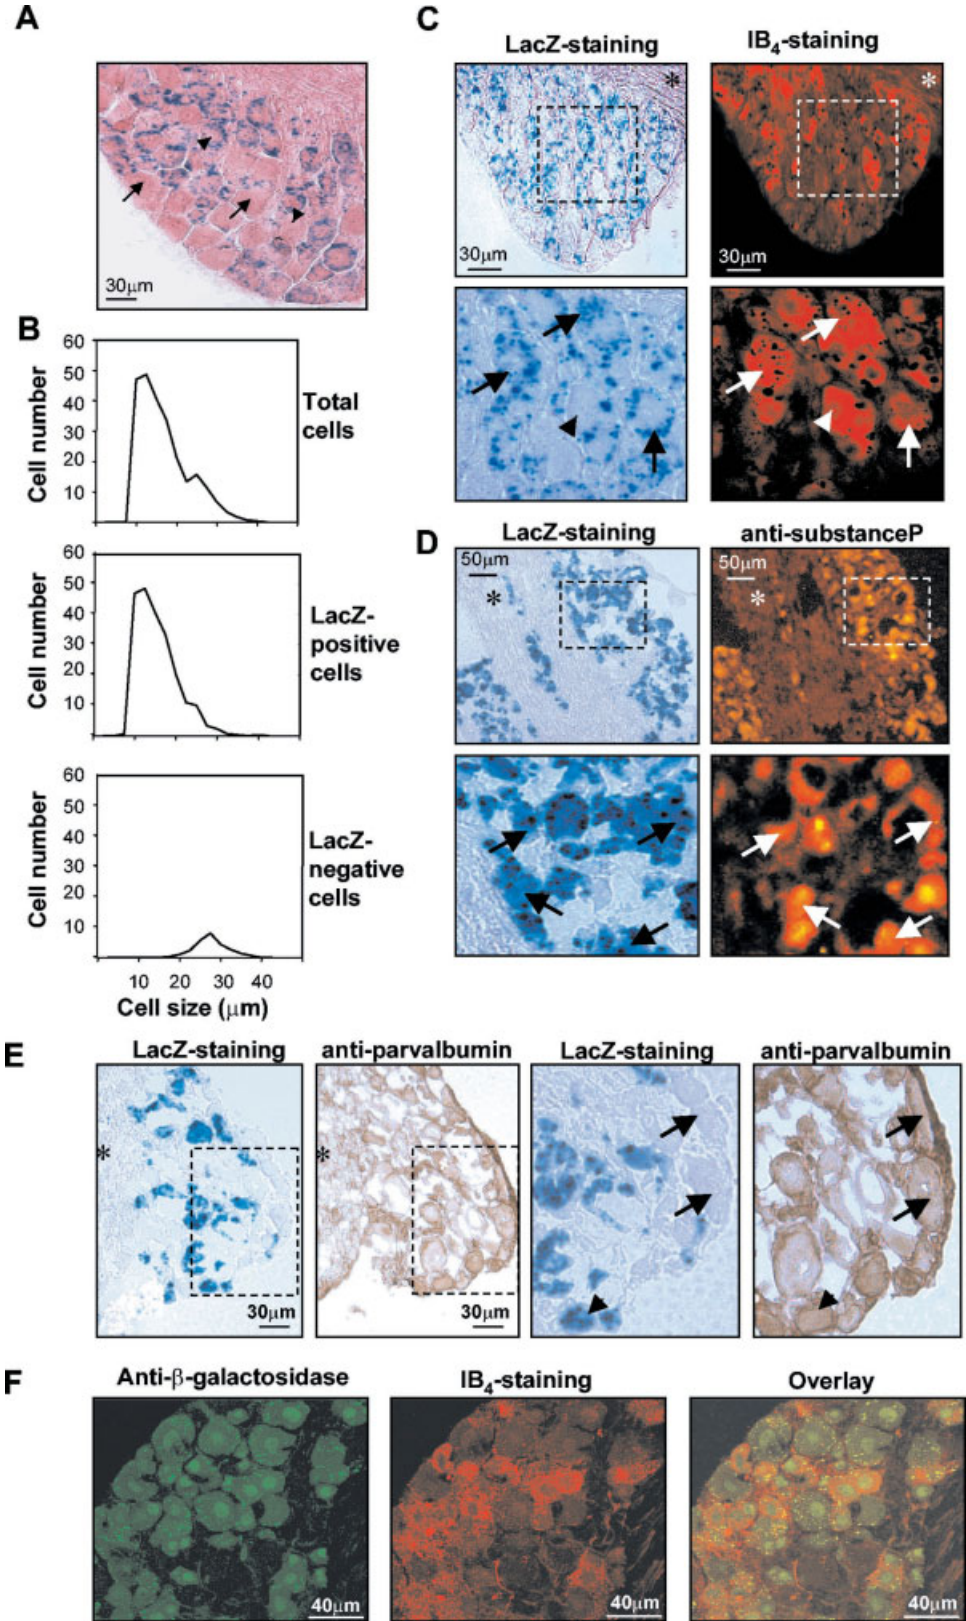 A
30μm
B
60
50
40
30
20
10
Cell number
Total
cells
60
50
40
30
20
10
Cell number
LacZ-
positive
cells
60
50
40
30
20
10
Cell number
LacZ-
negative
cells
10 20 30 40
Cell size (μm)
C
LacZ-staining
IB4-staining
*
*
30μm
30μm
D
LacZ-staining
anti-substanceP
50μm
50μm
*
*
E
LacZ-staining
anti-parvalbumin
LacZ-staining
anti-parvalbumin
*
*
30μm
30μm
F
Anti-β-galactosidase
IB4-staining
Overlay
40μm
40μm
40μm